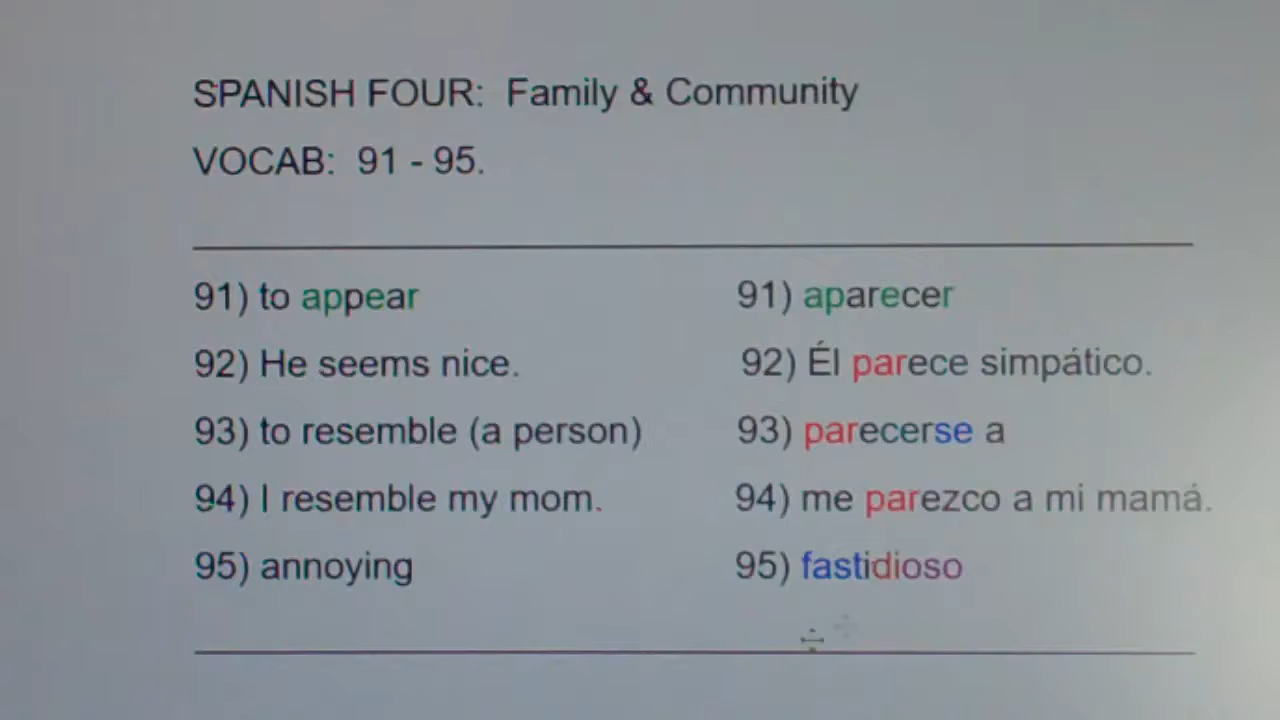 SPANISH FOUR: Family & Community
VOCAB: 91 - 95.
91) to appear 91) aparecer
92) He seems nice. 92) Él parece simpático.
93) to resemble (a person) 93) parecerse a
94) I resemble my mom. 94) me parezco a mi mamá.
95) annoying 95) fastidioso